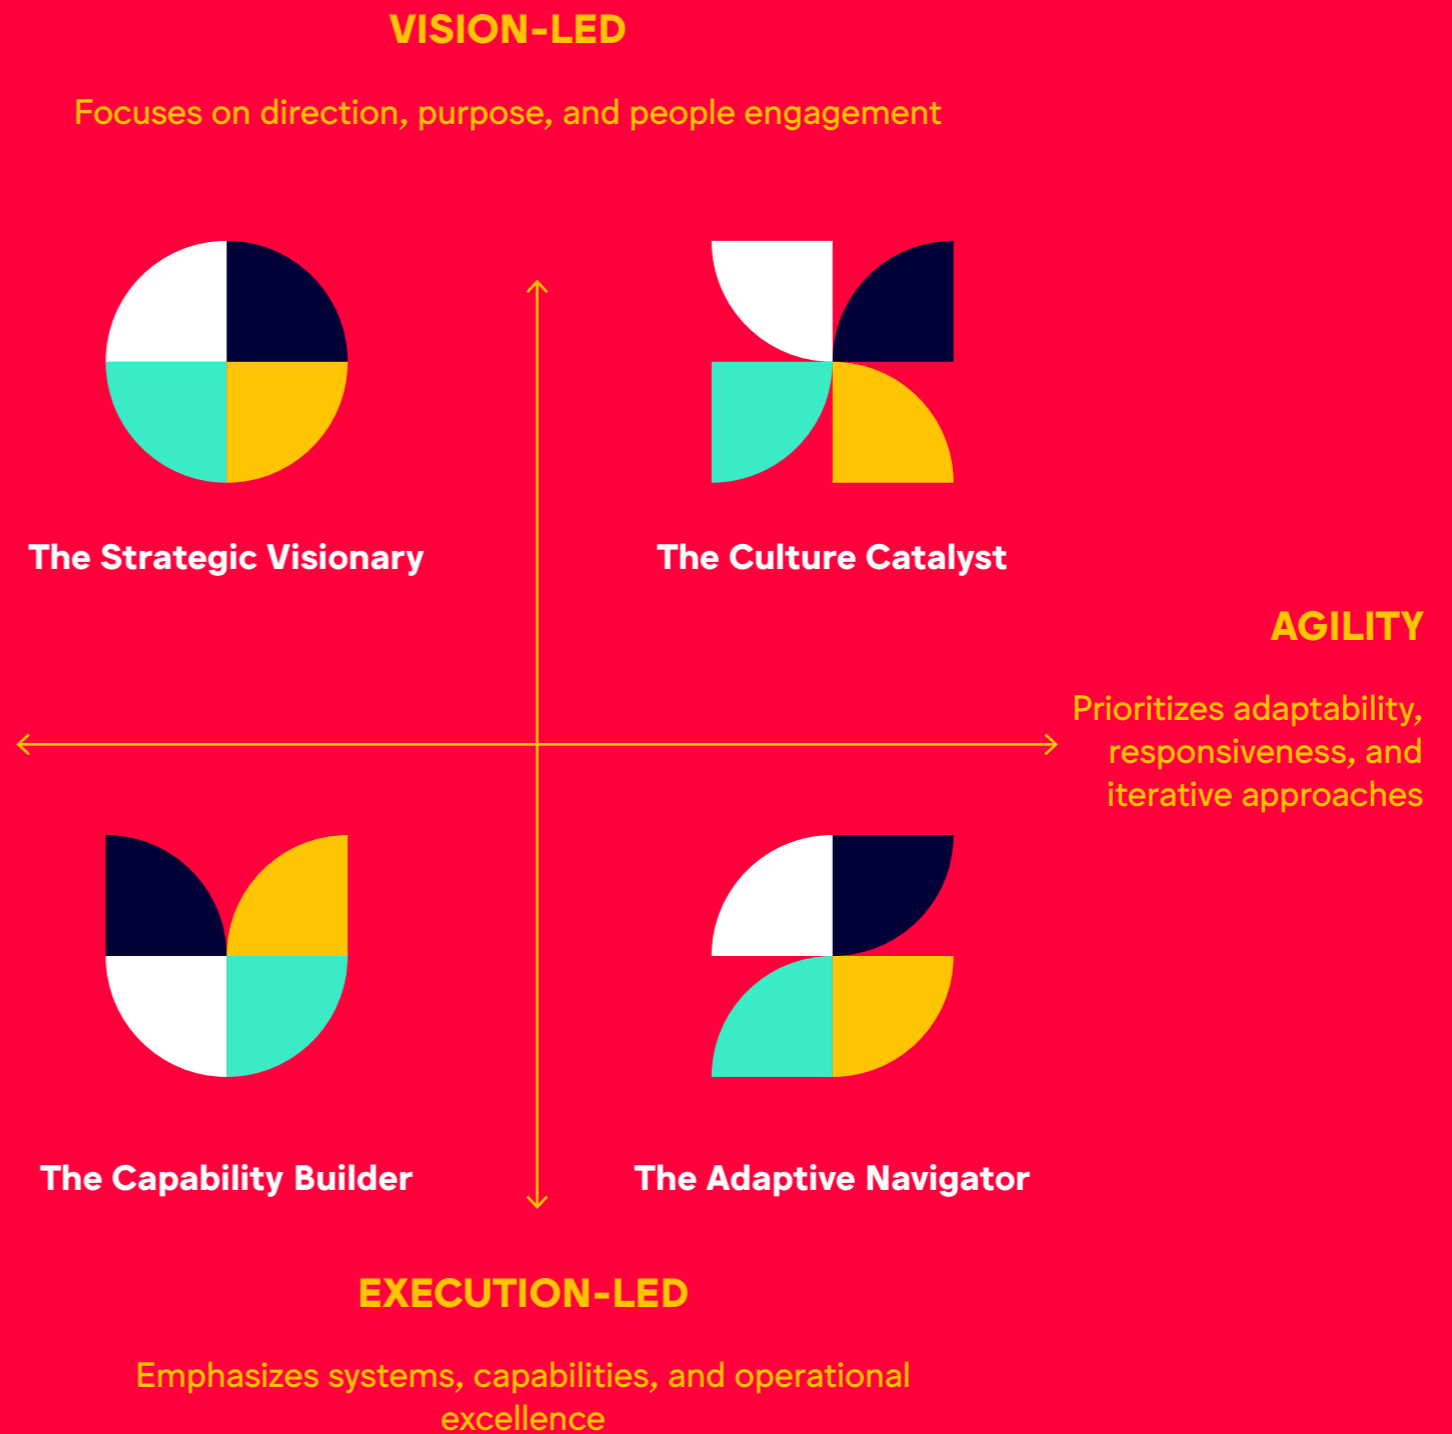 VISION-LED
Focuses on direction, purpose, and people engagement
The Strategic Visionary
The Culture Catalyst
AGILITY
Prioritizes adaptability,
responsiveness, and
iterative approaches
The Capability Builder
The Adaptive Navigator
EXECUTION-LED
Emphasizes systems, capabilities, and operational
excellence